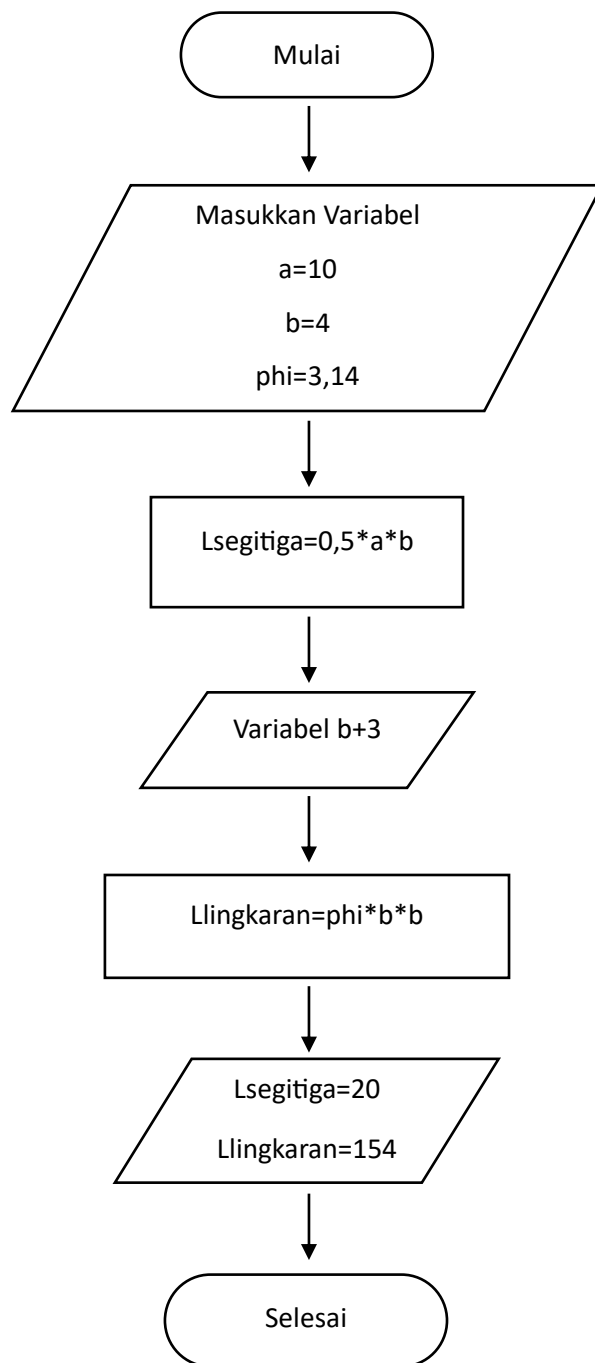 Mulai
Masukkan Variabel
a=10
b=4
phi=3,14
Lsegitiga=0,5*a*b
Variabel b+3
Llingkaran=phi*b*b
Lsegitiga=20
Llingkaran=154
Selesai